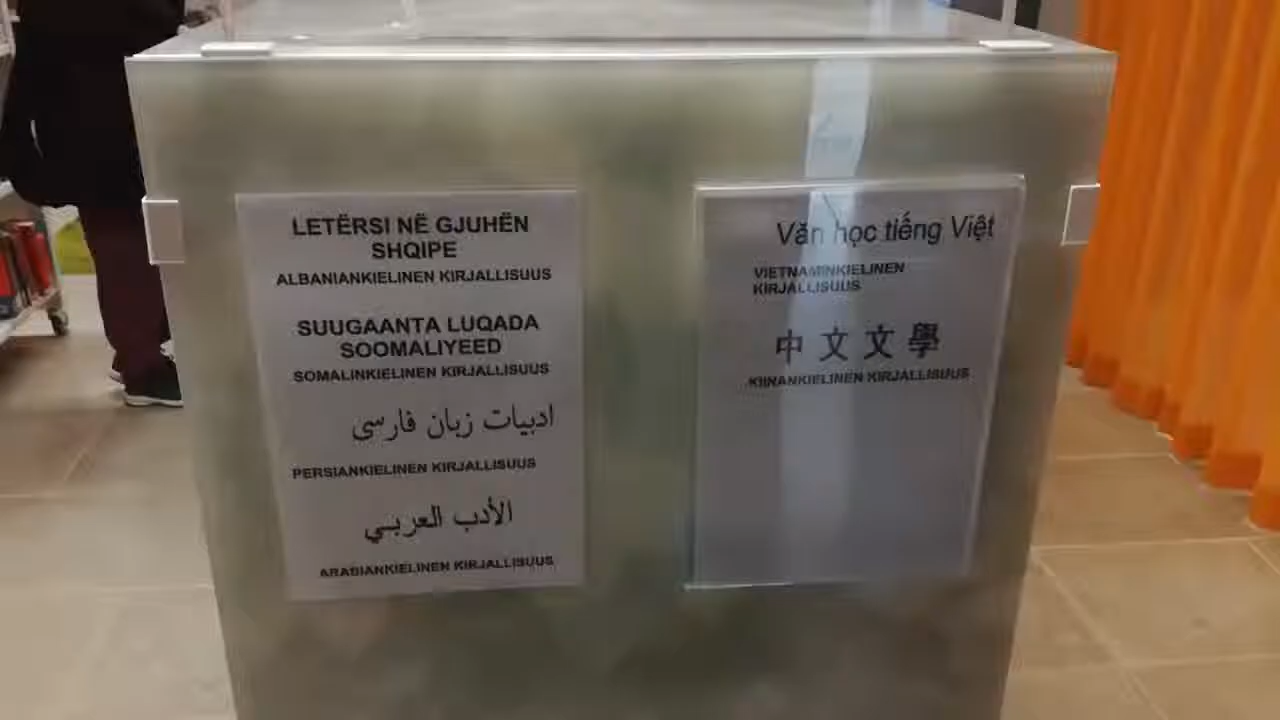 LETËRSI NË GJUHËN
SHQIPE
ALBANIANKIELINEN KIRJALLISUUS
SUUGAANTA LUQADA
SOOMALIYEED
SOMALINKIELINEN KIRJALLISUUS
ادبیات زبان فارسی
PERSIANKIELINEN KIRJALLISUUS
الأدب العربي
ARABIANKIELINEN KIRJALLISUUS
Văn học tiếng Việt
VIETNAMINKIELINEN
KIRJALLISUUS
中文文學
KIINANKIELINEN KIRJALLISUUS